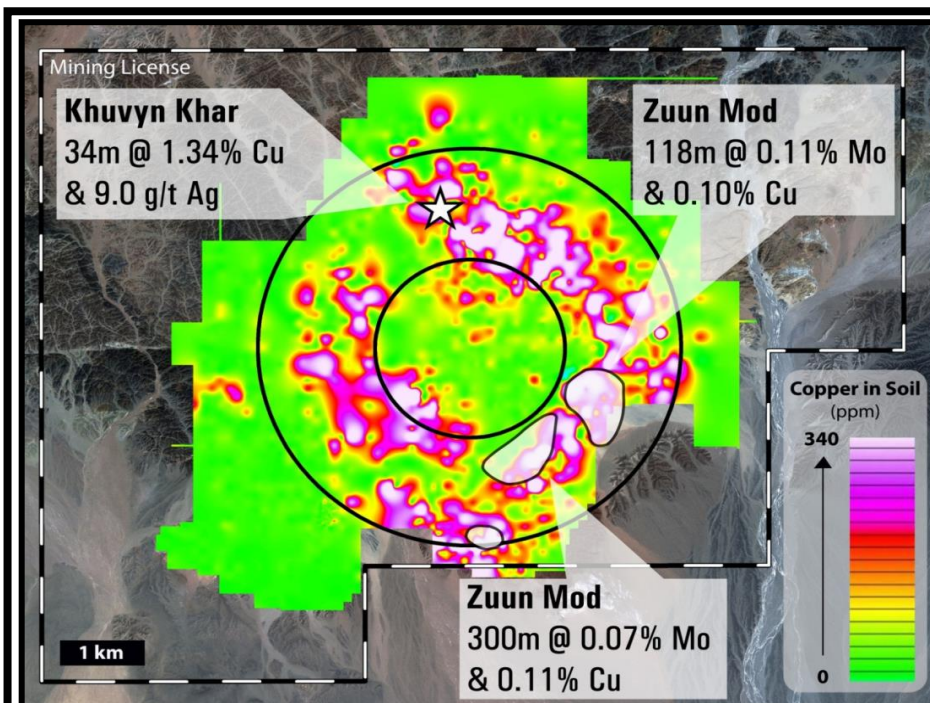 Mining License
Khuvyn Khar
34m @ 1.34% Cu
& 9.0 g/t Ag
Zuun Mod
118m @ 0.11% Mo
& 0.10% Cu
Zuun Mod
300m @ 0.07% Mo
& 0.11% Cu
Copper in Soil
(ppm)
340
0
1 km